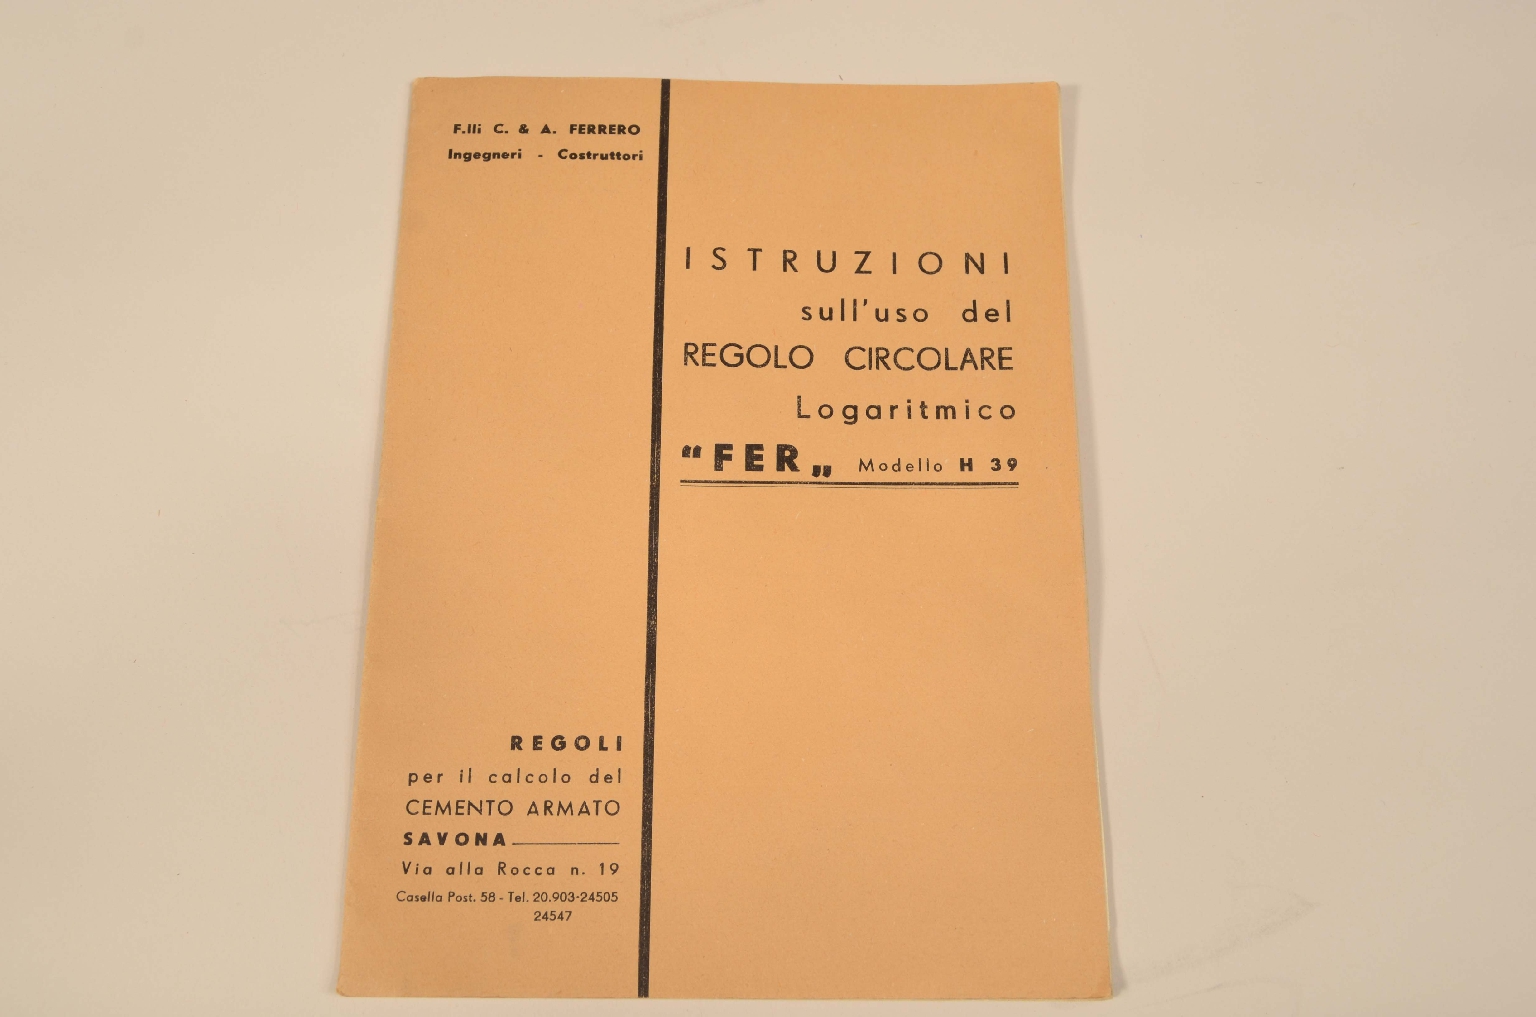 F.lli C. & A. FERRERO
Ingegneri - Costruttori
ISTRUZIONI
sull'uso del
REGOLO CIRCOLARE
Logaritmico
“FER„ Modello H 39
REGOLI
per il calcolo del
CEMENTO ARMATO
SAVONA
Via alla Rocca n. 19
Casella Post. 58 - Tel. 20.903-24505
24547